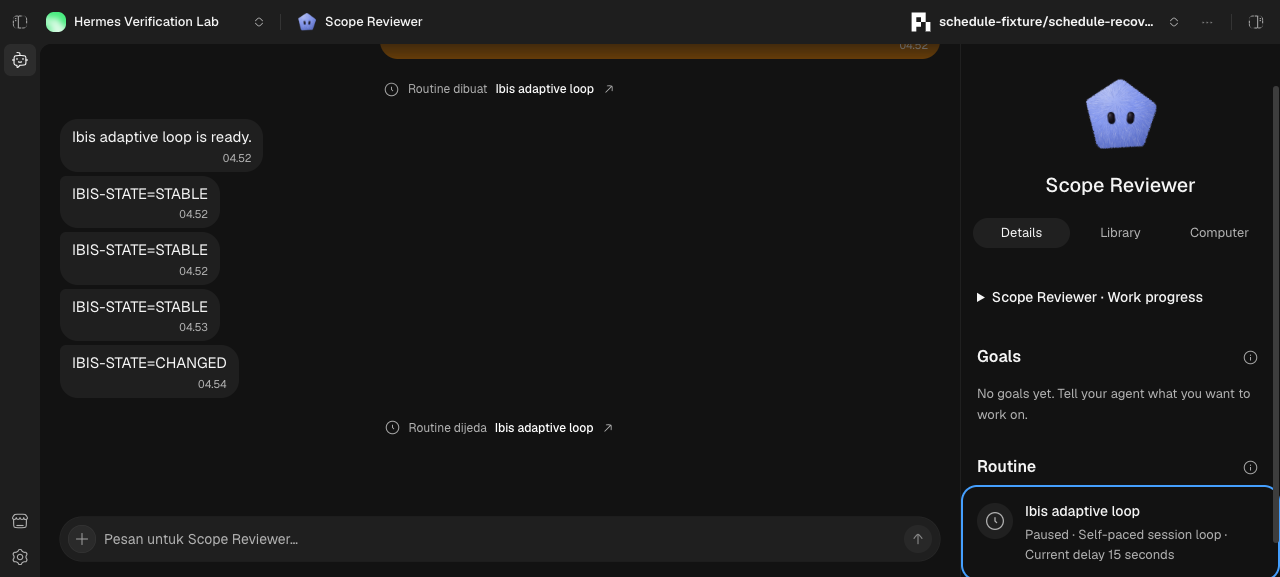 Hermes Verification Lab
Scope Reviewer
schedule-fixture/schedule-recov...
04.52
Routine dibuat Ibis adaptive loop
Ibis adaptive loop is ready.
04.52
IBIS-STATE=STABLE
04.52
IBIS-STATE=STABLE
04.52
IBIS-STATE=STABLE
04.53
IBIS-STATE=CHANGED
04.54
Routine dijeda Ibis adaptive loop
Pesan untuk Scope Reviewer...
Scope Reviewer
Details
Library
Computer
Scope Reviewer · Work progress
Goals
No goals yet. Tell your agent what you want to
work on.
Routine
Ibis adaptive loop
Paused · Self-paced session loop ·
Current delay 15 seconds